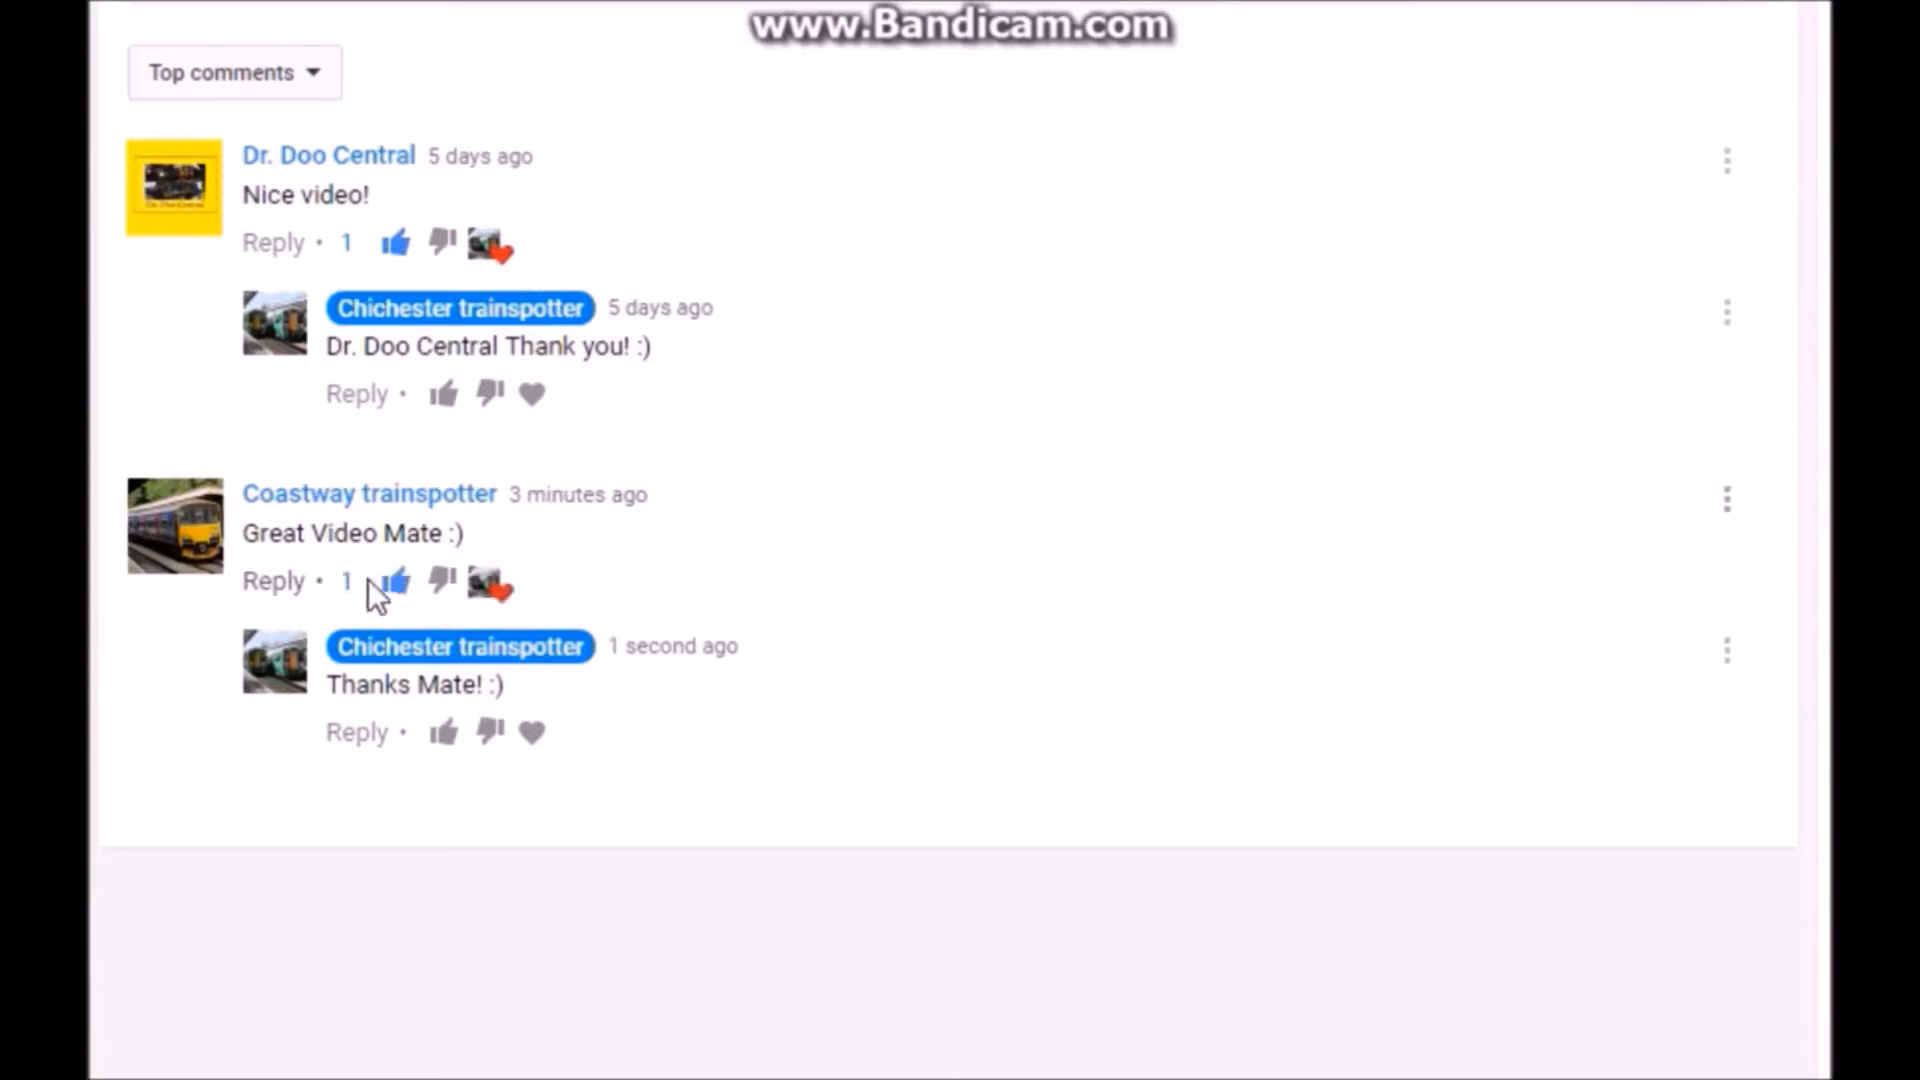 www.Bandicam.com
Top comments
Dr. Doo Central 5 days ago
Nice video!
Reply • 1
Chichester trainspotter 5 days ago
Dr. Doo Central Thank you! :)
Reply •
Coastway trainspotter 3 minutes ago
Great Video Mate :)
Reply • 1
Chichester trainspotter 1 second ago
Thanks Mate! :)
Reply •